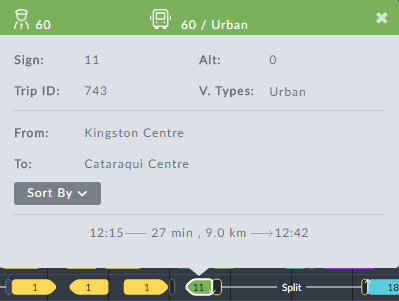 60 60 / Urban
Sign: 11 Alt: 0
Trip ID: 743 V. Types: Urban
From: Kingston Centre
To: Cataraqui Centre
Sort By
12:15 27 min , 9.0 km 12:42
1 1 1 11 Split 18